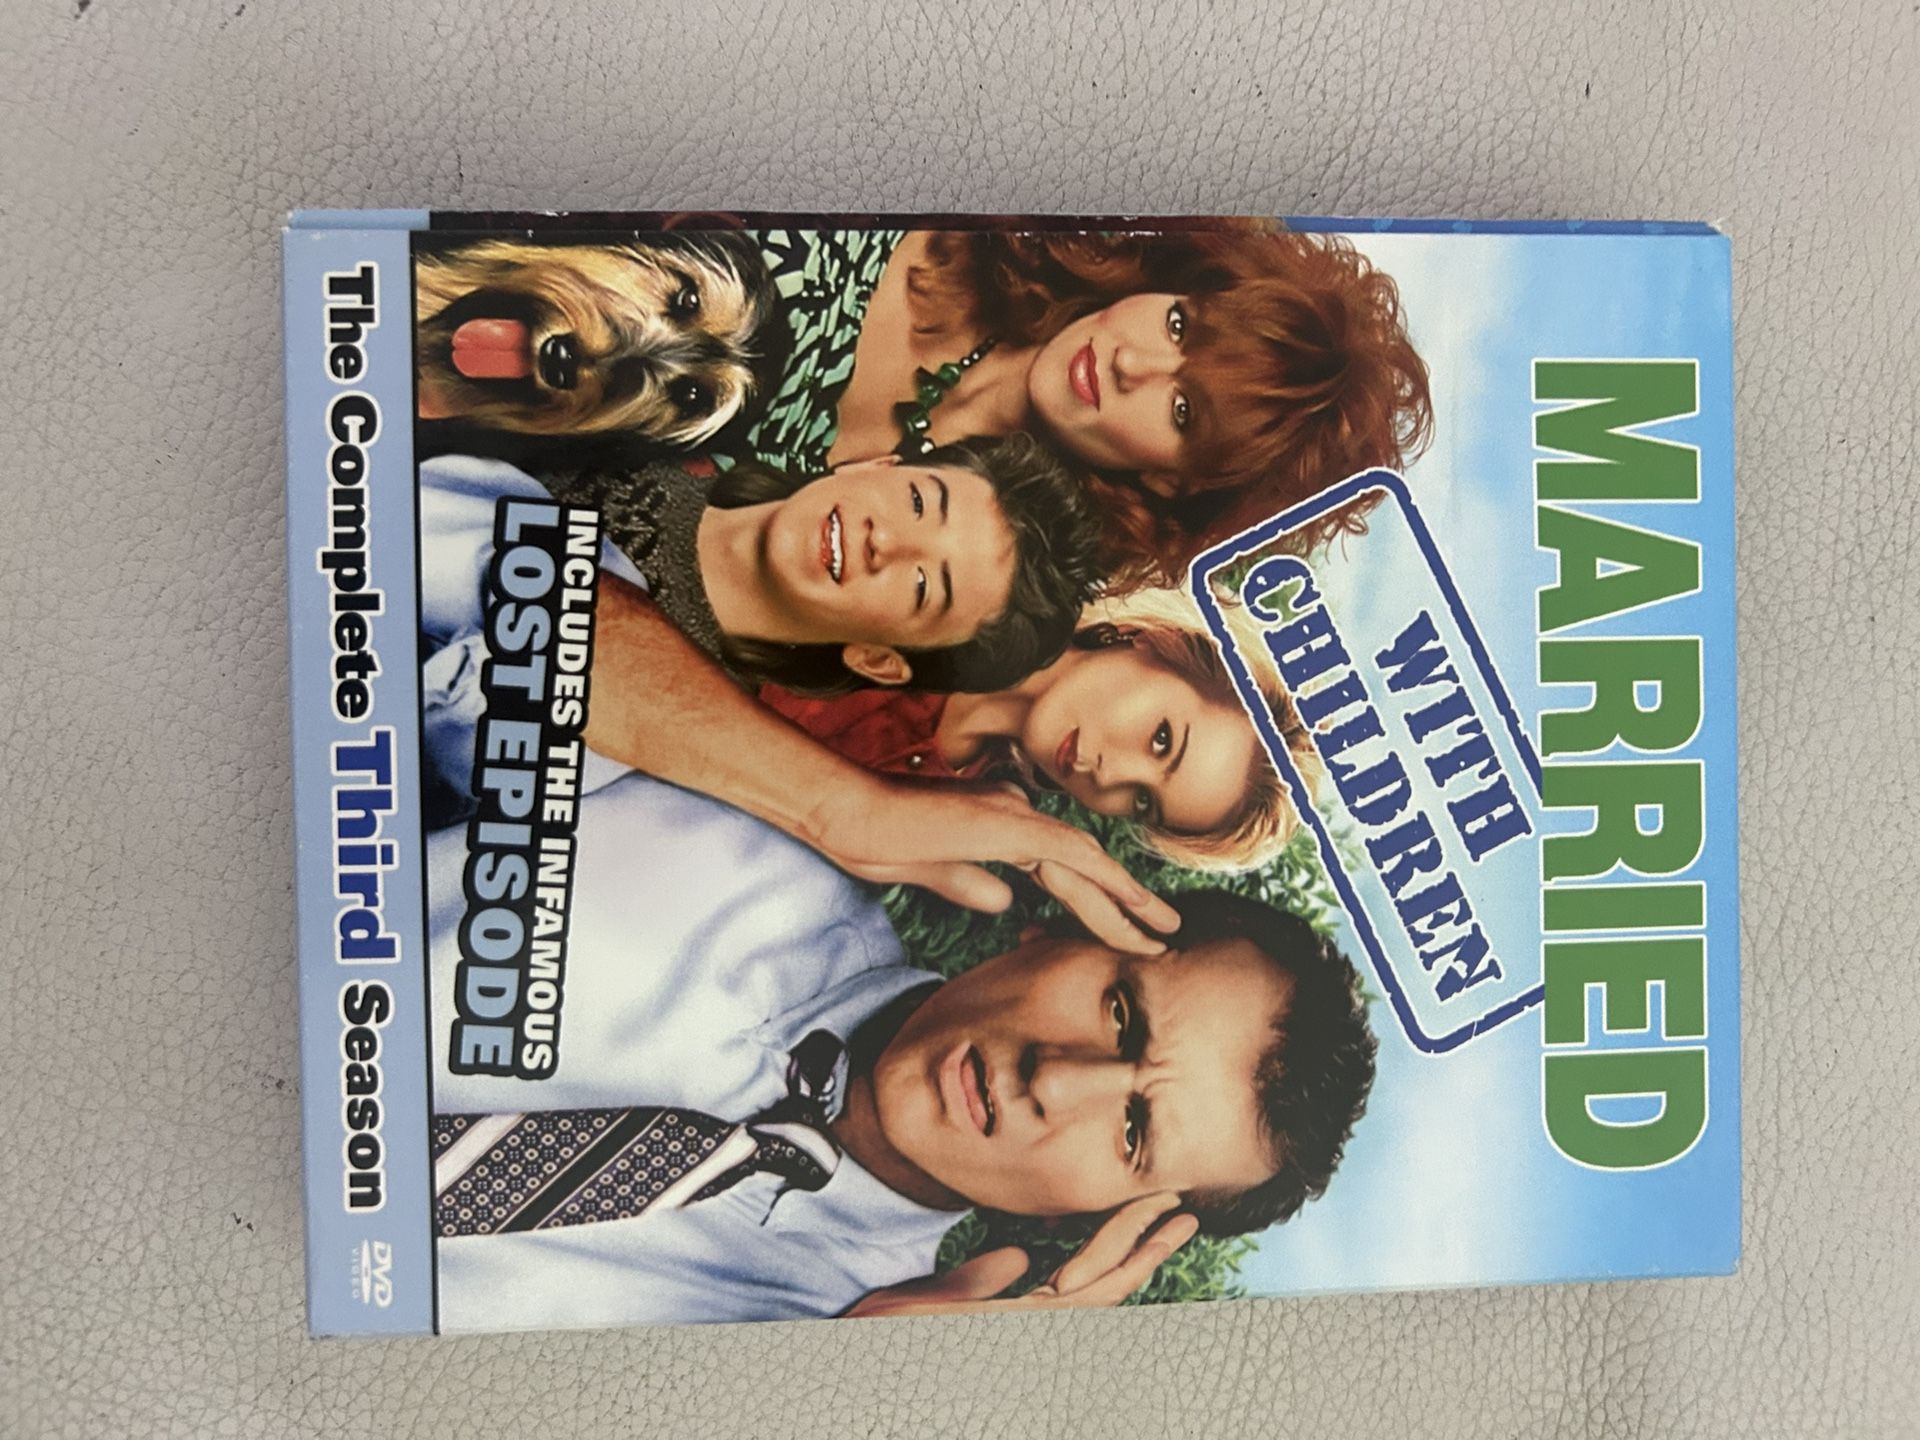 MARRIED
WITH
CHILDREN
INCLUDES THE INFAMOUS
LOST EPISODE
The Complete Third Season
DVD
VIDEO